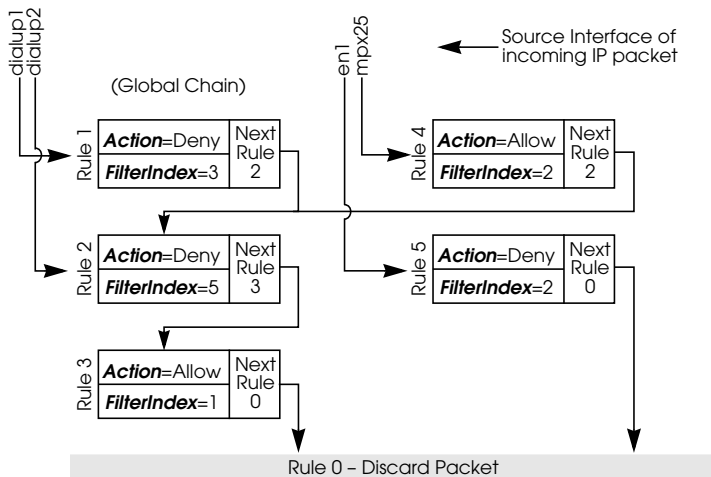 dialup1
dialup2
en1
mpx25
Source Interface of
incoming IP packet
(Global Chain)
Rule 1
Action=Deny
FilterIndex=3
Next
Rule
2
Rule 4
Action=Allow
FilterIndex=2
Next
Rule
2
Rule 2
Action=Deny
FilterIndex=5
Next
Rule
3
Rule 5
Action=Deny
FilterIndex=2
Next
Rule
0
Rule 3
Action=Allow
FilterIndex=1
Next
Rule
0
Rule 0 – Discard Packet